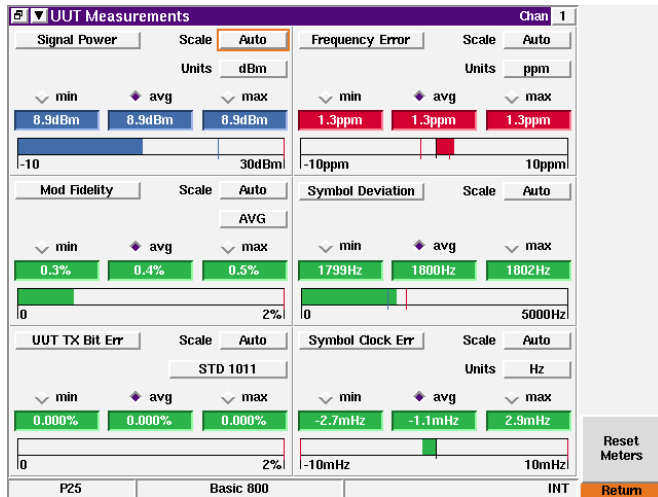 UUT Measurements Chan 1
Signal Power Scale Auto
Units dBm
min avg max
8.9dBm 8.9dBm 8.9dBm
-10 30dBm
Frequency Error Scale Auto
Units ppm
min avg max
1.3ppm 1.3ppm 1.3ppm
-10ppm 10ppm
Mod Fidelity Scale Auto
AVG
min avg max
0.3% 0.4% 0.5%
0 2%
Symbol Deviation Scale Auto
min avg max
1799Hz 1800Hz 1802Hz
0 5000Hz
UUT TX Bit Err Scale Auto
STD 1011
min avg max
0.000% 0.000% 0.000%
0 2%
Symbol Clock Err Scale Auto
Units Hz
min avg max
-2.7mHz -1.1mHz 2.9mHz
-10mHz 10mHz
Reset
Meters
P25 Basic 800 INT Return